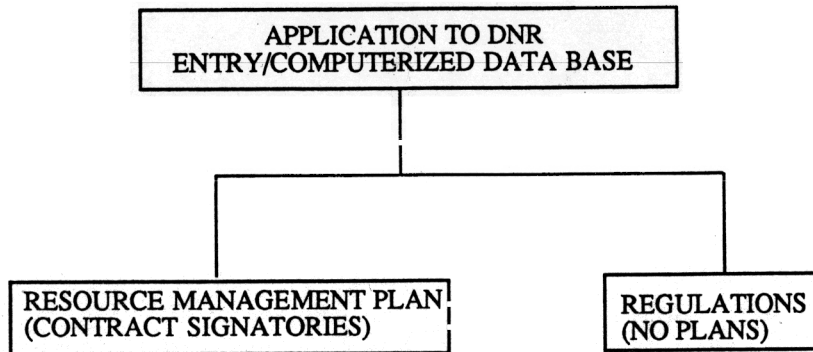 APPLICATION TO DNR
ENTRY/COMPUTERIZED DATA BASE
RESOURCE MANAGEMENT PLAN
(CONTRACT SIGNATORIES)
REGULATIONS
(NO PLANS)